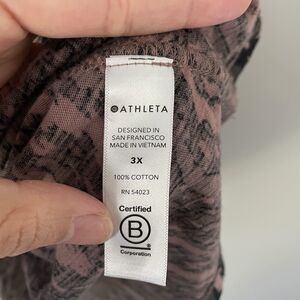 ATHLETA
DESIGNED IN
SAN FRANCISCO
MADE IN VIETNAM
3X
100% COTTON
RN 54023
Certified
B
Corporation